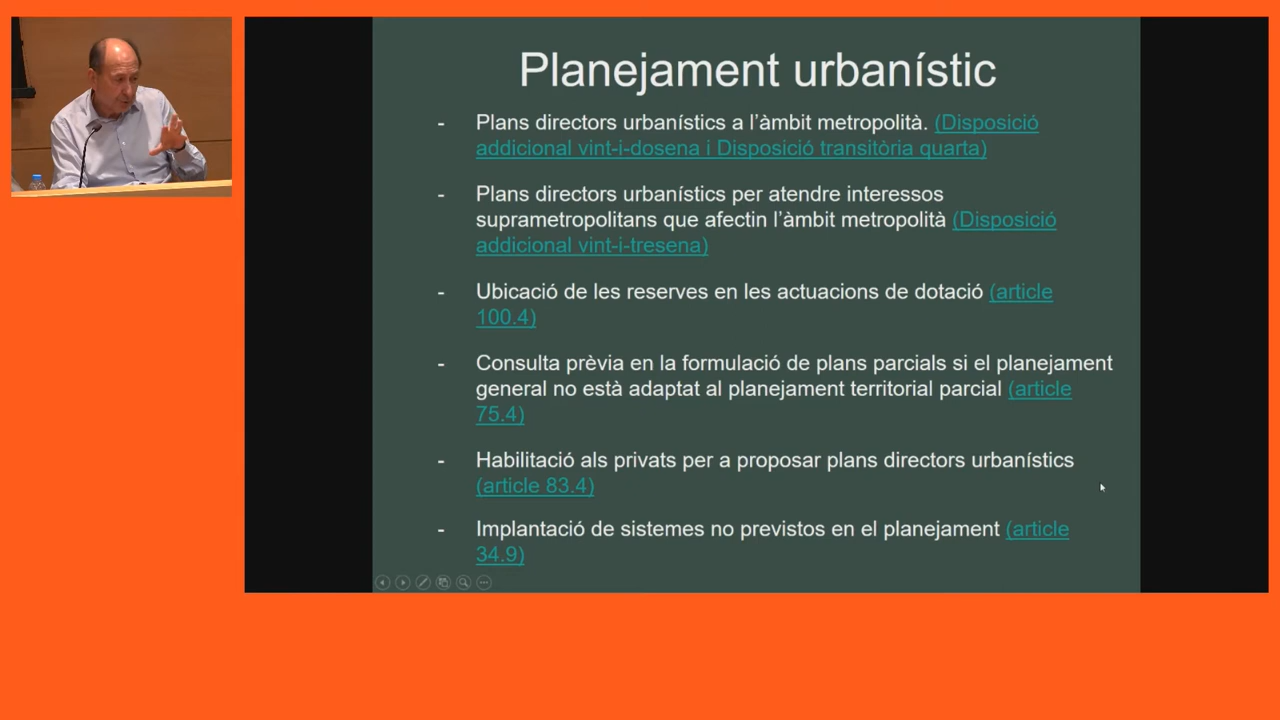 Planejament urbanístic
- Plans directors urbanístics a l’àmbit metropolità. (Disposició
addicional vint-i-dosena i Disposició transitòria quarta)
- Plans directors urbanístics per atendre interessos
suprametropolitans que afectin l’àmbit metropolità (Disposició
addicional vint-i-tresena)
- Ubicació de les reserves en les actuacions de dotació (article
100.4)
- Consulta prèvia en la formulació de plans parcials si el planejament
general no està adaptat al planejament territorial parcial (article
75.4)
- Habilitació als privats per a proposar plans directors urbanístics
(article 83.4)
- Implantació de sistemes no previstos en el planejament (article
34.9)